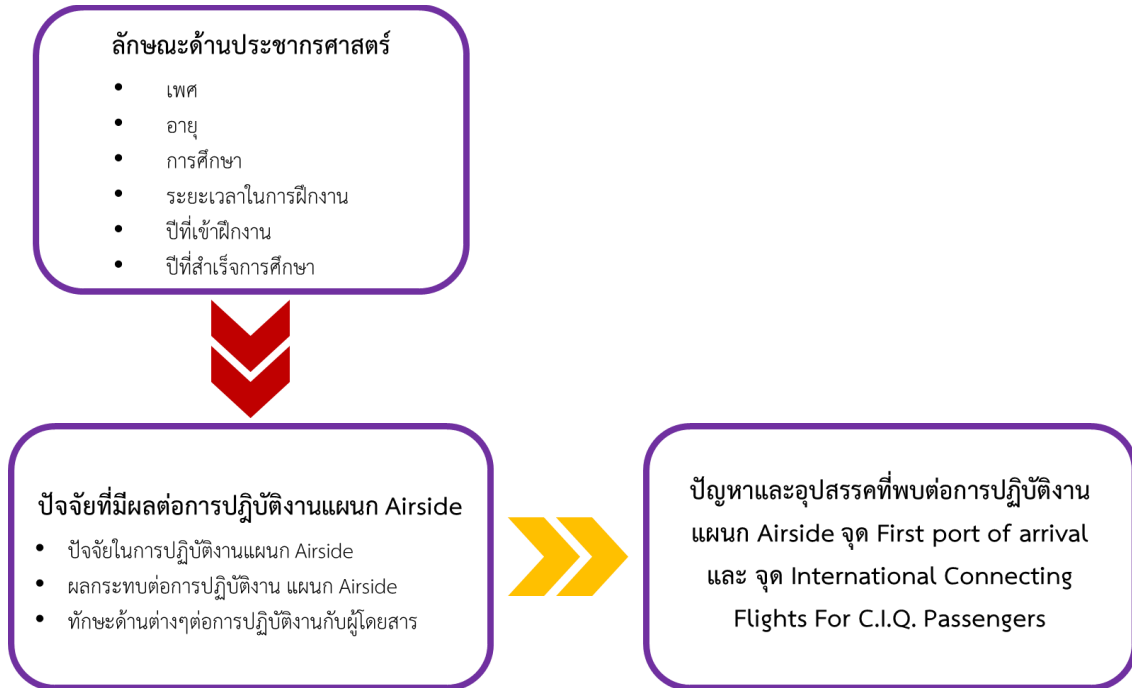 ลักษณะด้านประชากรศาสตร์
• เพศ
• อายุ
• การศึกษา
• ระยะเวลาในการฝึกงาน
• ปีที่เข้าฝึกงาน
• ปีที่สำเร็จการศึกษา
ปัจจัยที่มีผลต่อการปฎิบัติงานแผนก Airside
• ปัจจัยในการปฏิบัติงานแผนก Airside
• ผลกระทบต่อการปฏิบัติงาน แผนก Airside
• ทักษะด้านต่างๆต่อการปฏิบัติงานกับผู้โดยสาร
ปัญหาและอุปสรรคที่พบต่อการปฏิบัติงาน
แผนก Airside จุด First port of arrival
และ จุด International Connecting
Flights For C.I.Q. Passengers